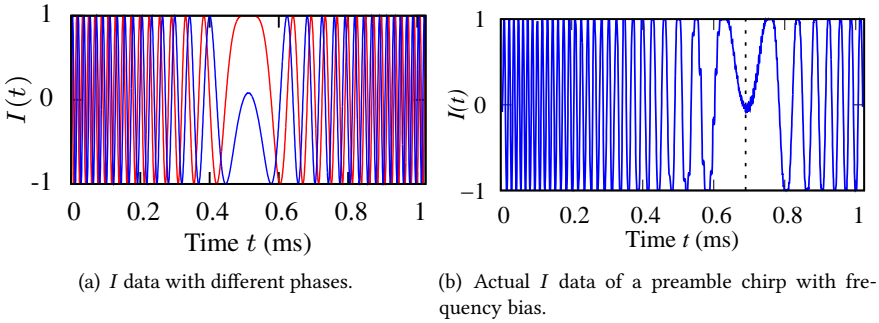 1
0
-1
I (t)
0 0.2 0.4 0.6 0.8 1
Time t (ms)
(a) I data with different phases.
1
0
−1
I(t)
0 0.2 0.4 0.6 0.8 1
Time t (ms)
(b) Actual I data of a preamble chirp with fre-
quency bias.